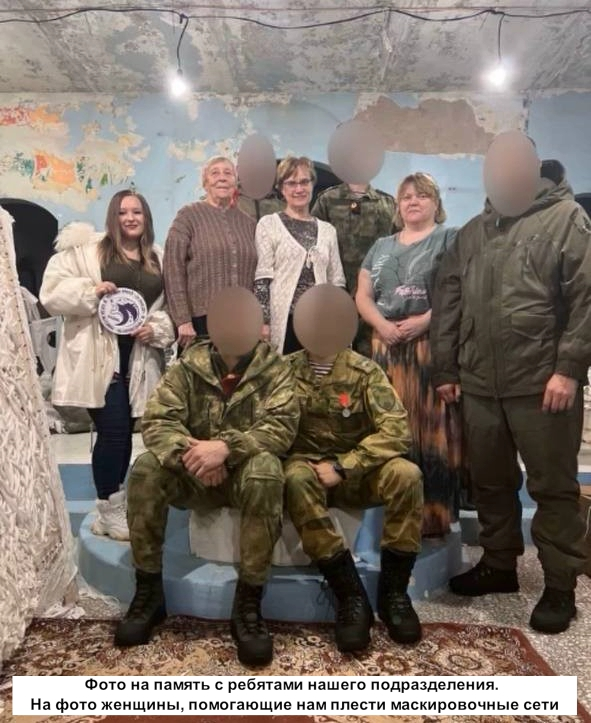 Фото на память с ребятами нашего подразделения.
На фото женщины, помогающие нам плести маскировочные сети